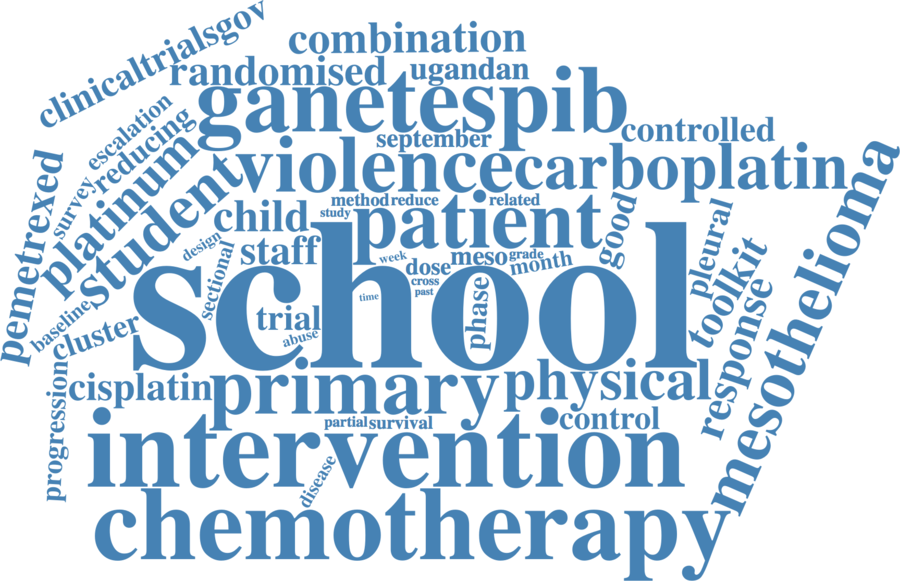 clinicaltrialsgov
combination
randomised
ugandan
ganetespib
escalation
september
controlled
reducing
violence
carboplatin
pemetrexed
survey
platinum
student
child
method
reduce
related
study
patient
good
pleural
mesothelioma
design
staff
week
meso
grade
month
dose
sectional
school
cross
past
time
phase
toolkit
baseline
cluster
trial
abuse
response
cisplatin
primary
physical
progression
partial
survival
control
intervention
disease
chemotherapy